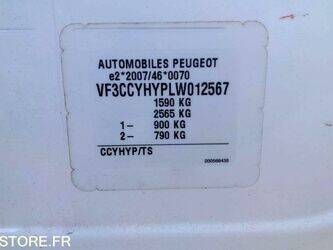 AUTOMOBILES PEUGEOT
e2*2007/46*0070
VF3CCYHYPLW012567
1590 KG
2565 KG
1- 900 KG
2- 790 KG
CCYHYP/TS
000568438
STORE.FR